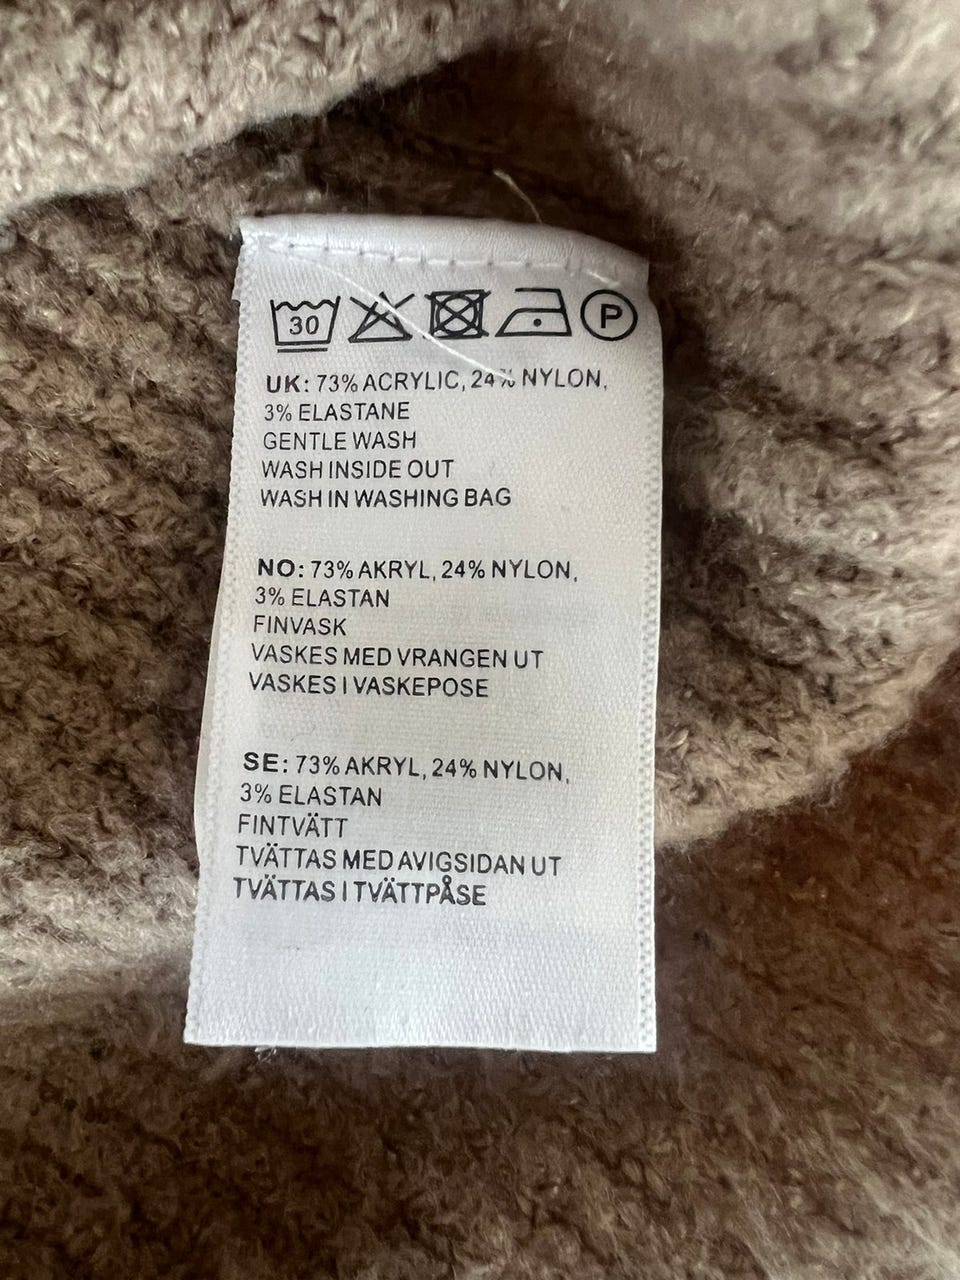 30 P
UK: 73% ACRYLIC, 24% NYLON,
3% ELASTANE
GENTLE WASH
WASH INSIDE OUT
WASH IN WASHING BAG
NO: 73% AKRYL, 24% NYLON,
3% ELASTAN
FINVASK
VASKES MED VRANGEN UT
VASKES I VASKEPOSE
SE: 73% AKRYL, 24% NYLON,
3% ELASTAN
FINTVÄTT
TVÄTTAS MED AVIGSIDAN UT
TVÄTTAS I TVÄTTPÅSE